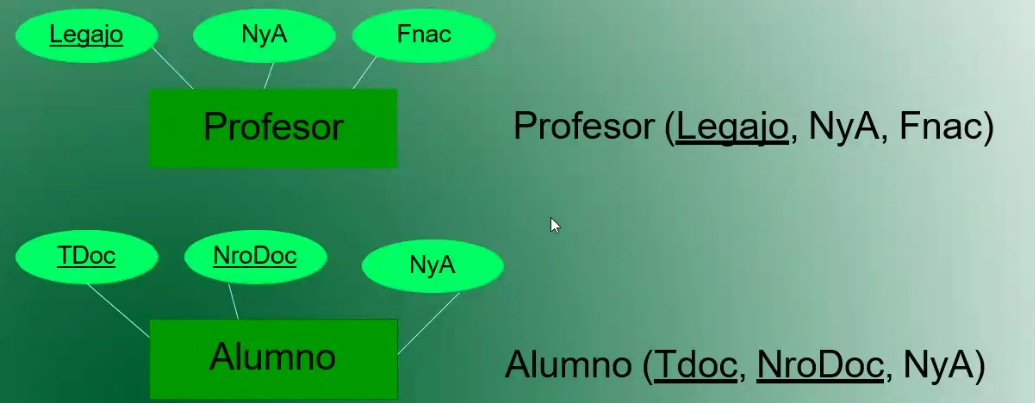 Legajo NyA Fnac
Profesor
Profesor (Legajo, NyA, Fnac)
TDoc NroDoc NyA
Alumno
Alumno (Tdoc, NroDoc, NyA)